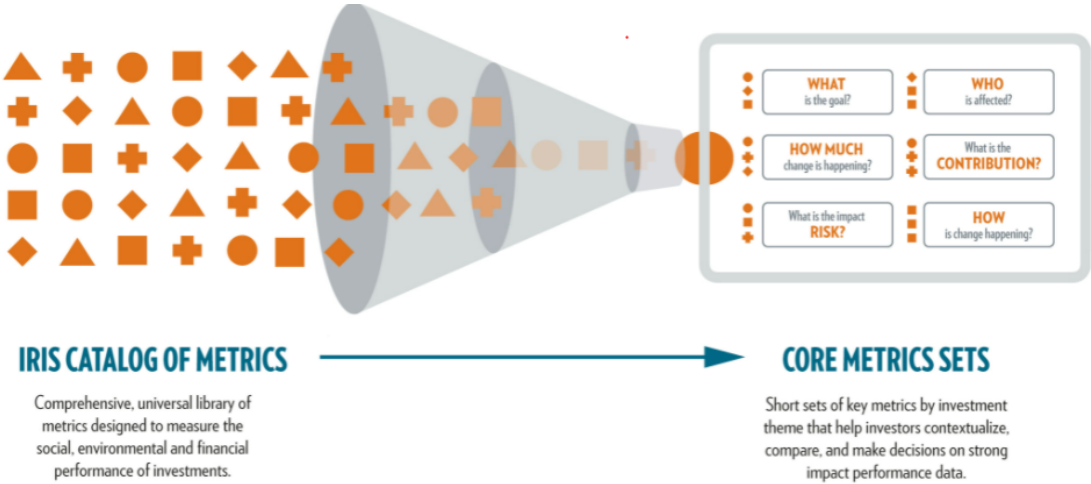 WHAT
is the goal?
WHO
is affected?
HOW MUCH
change is happening?
What is the
CONTRIBUTION?
What is the impact
RISK?
HOW
is change happening?
IRIS CATALOG OF METRICS
Comprehensive, universal library of
metrics designed to measure the
social, environmental and financial
performance of investments.
CORE METRICS SETS
Short sets of key metrics by investment
theme that help investors contextualize,
compare, and make decisions on strong
impact performance data.